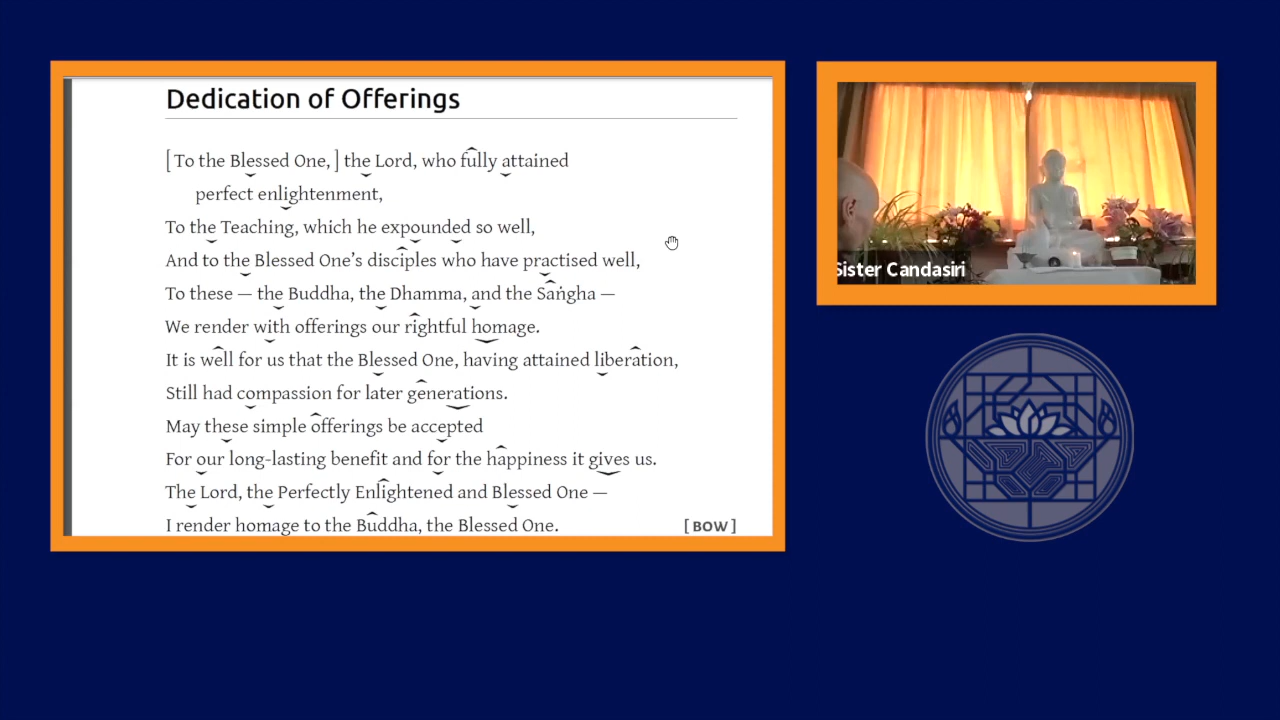 Dedication of Offerings
[ To the Blessed One, ] the Lord, who fully attained
perfect enlightenment,
To the Teaching, which he expounded so well,
And to the Blessed One’s disciples who have practised well,
To these — the Buddha, the Dhamma, and the Saṅgha —
We render with offerings our rightful homage.
It is well for us that the Blessed One, having attained liberation,
Still had compassion for later generations.
May these simple offerings be accepted
For our long-lasting benefit and for the happiness it gives us.
The Lord, the Perfectly Enlightened and Blessed One —
I render homage to the Buddha, the Blessed One.
[ BOW ]
Sister Candasiri